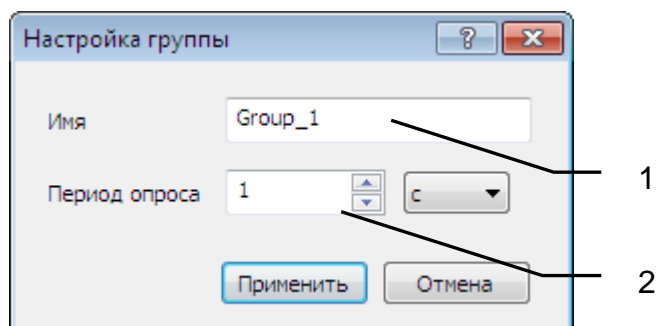 Настройка группы
Имя Group_1
1
Период опроса 1 с
Применить Отмена
2